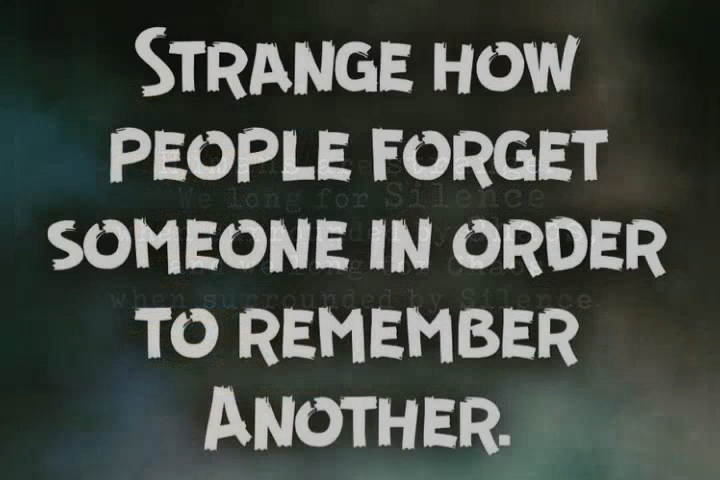 STRANGE HOW
PEOPLE FORGET
We long for Silence
SOMEONE IN ORDER
when surrounded by Silence.
TO REMEMBER
ANOTHER.